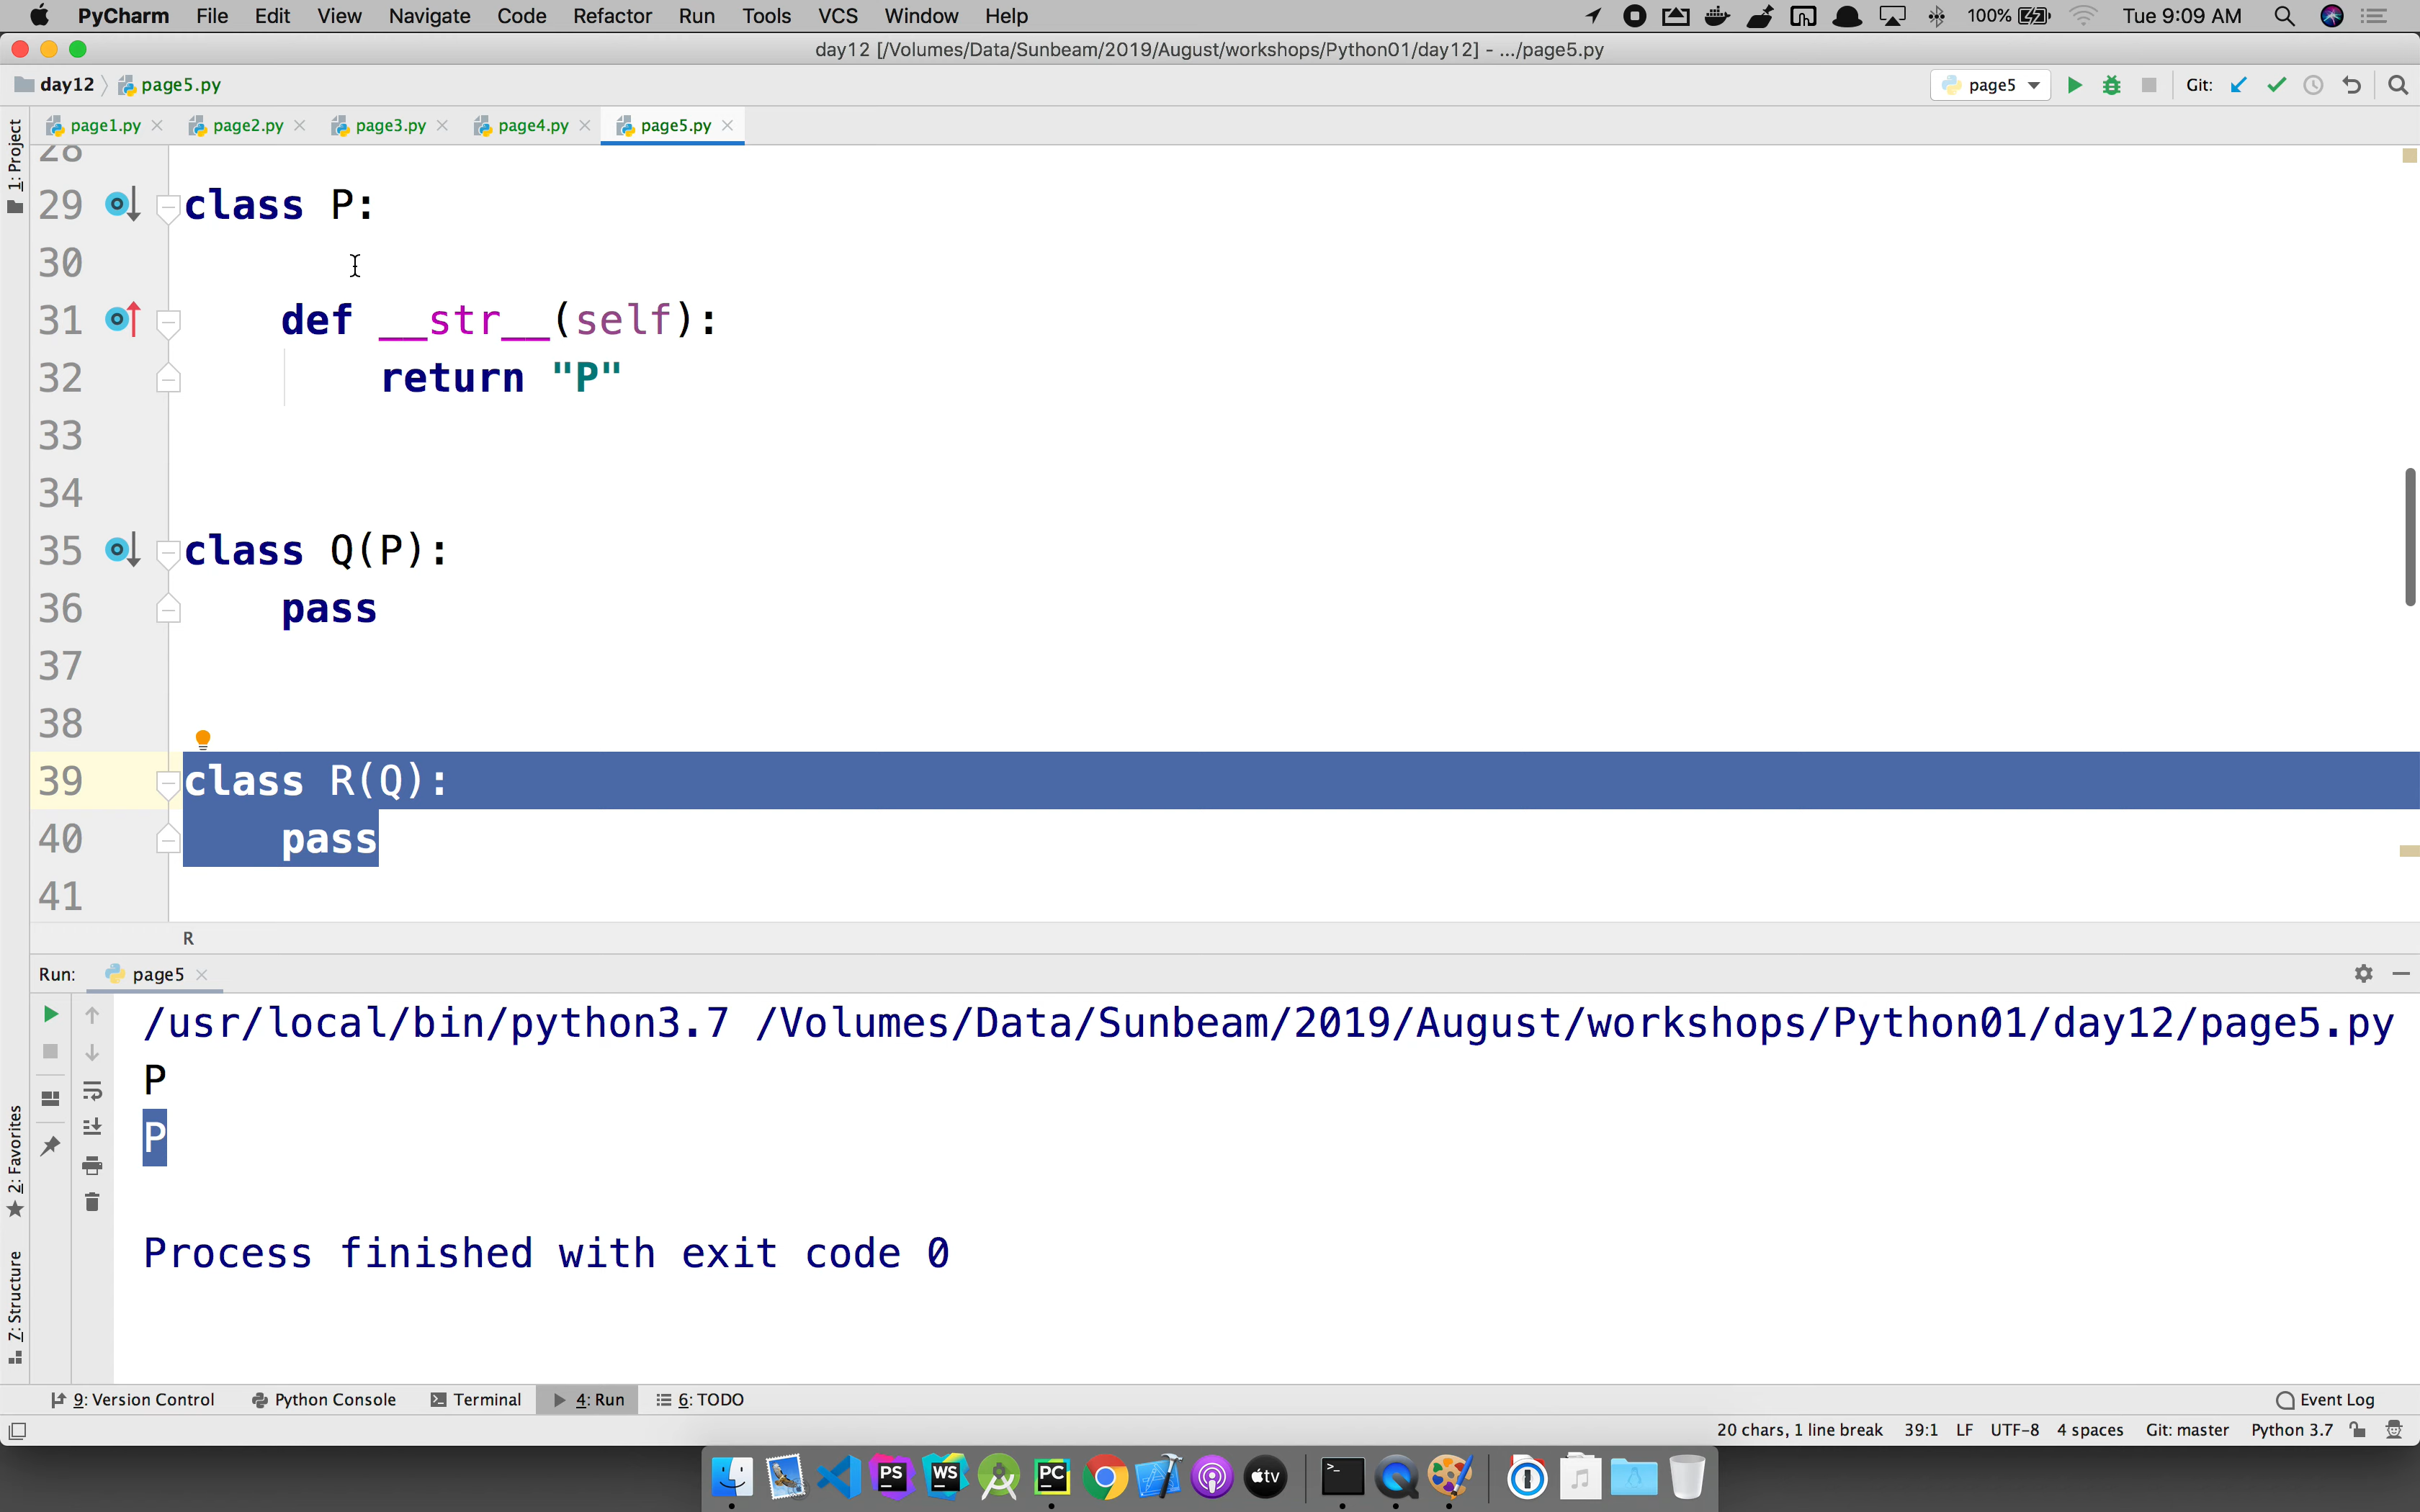 PyCharm File Edit View Navigate Code Refactor Run Tools VCS Window Help 100% Tue 9:09 AM
day12 [/Volumes/Data/Sunbeam/2019/August/workshops/Python01/day12] - .../page5.py
day12 page5.py page5 Git:
page1.py page2.py page3.py page4.py page5.py
1: Project
28
29 class P:
30
31 def __str__(self):
32 return "P"
33
34
35 class Q(P):
36 pass
37
38
39 class R(Q):
40 pass
41
R
Run: page5
/usr/local/bin/python3.7 /Volumes/Data/Sunbeam/2019/August/workshops/Python01/day12/page5.py
P
P
Process finished with exit code 0
2: Favorites
7: Structure
9: Version Control Python Console Terminal 4: Run 6: TODO Event Log
20 chars, 1 line break 39:1 LF UTF-8 4 spaces Git: master Python 3.7
PS WS PC tv